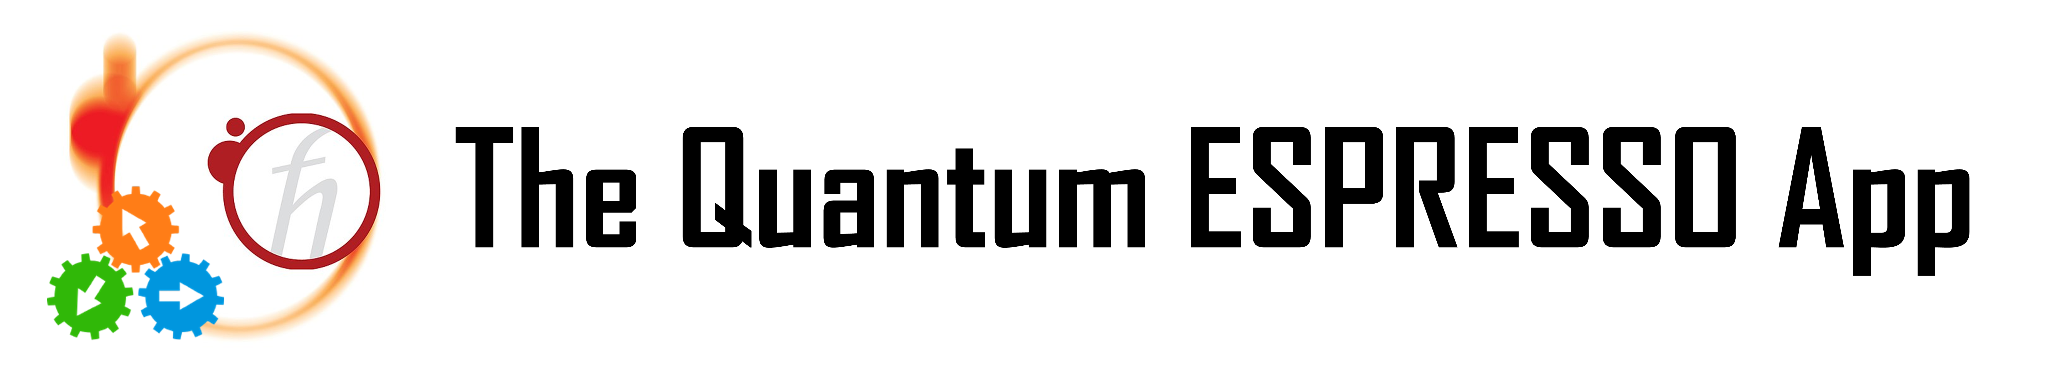 ℏ
The Quantum ESPRESSO App